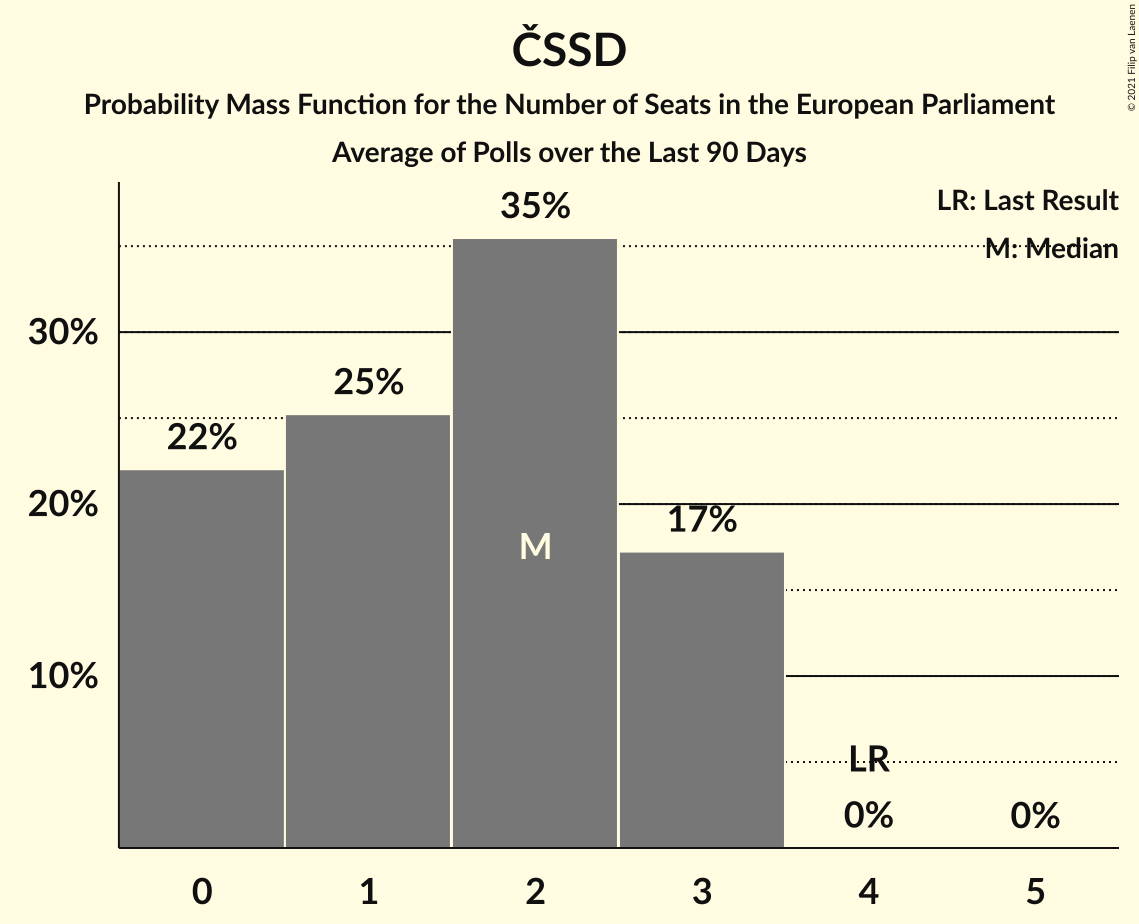 ČSSD
Probability Mass Function for the Number of Seats in the European Parliament
Average of Polls over the Last 90 Days
© 2021 Filip van Laenen
LR: Last Result
M: Median
35%
30%
25%
22%
20%
17%
M
10%
LR
0%
0%
0
1
2
3
4
5